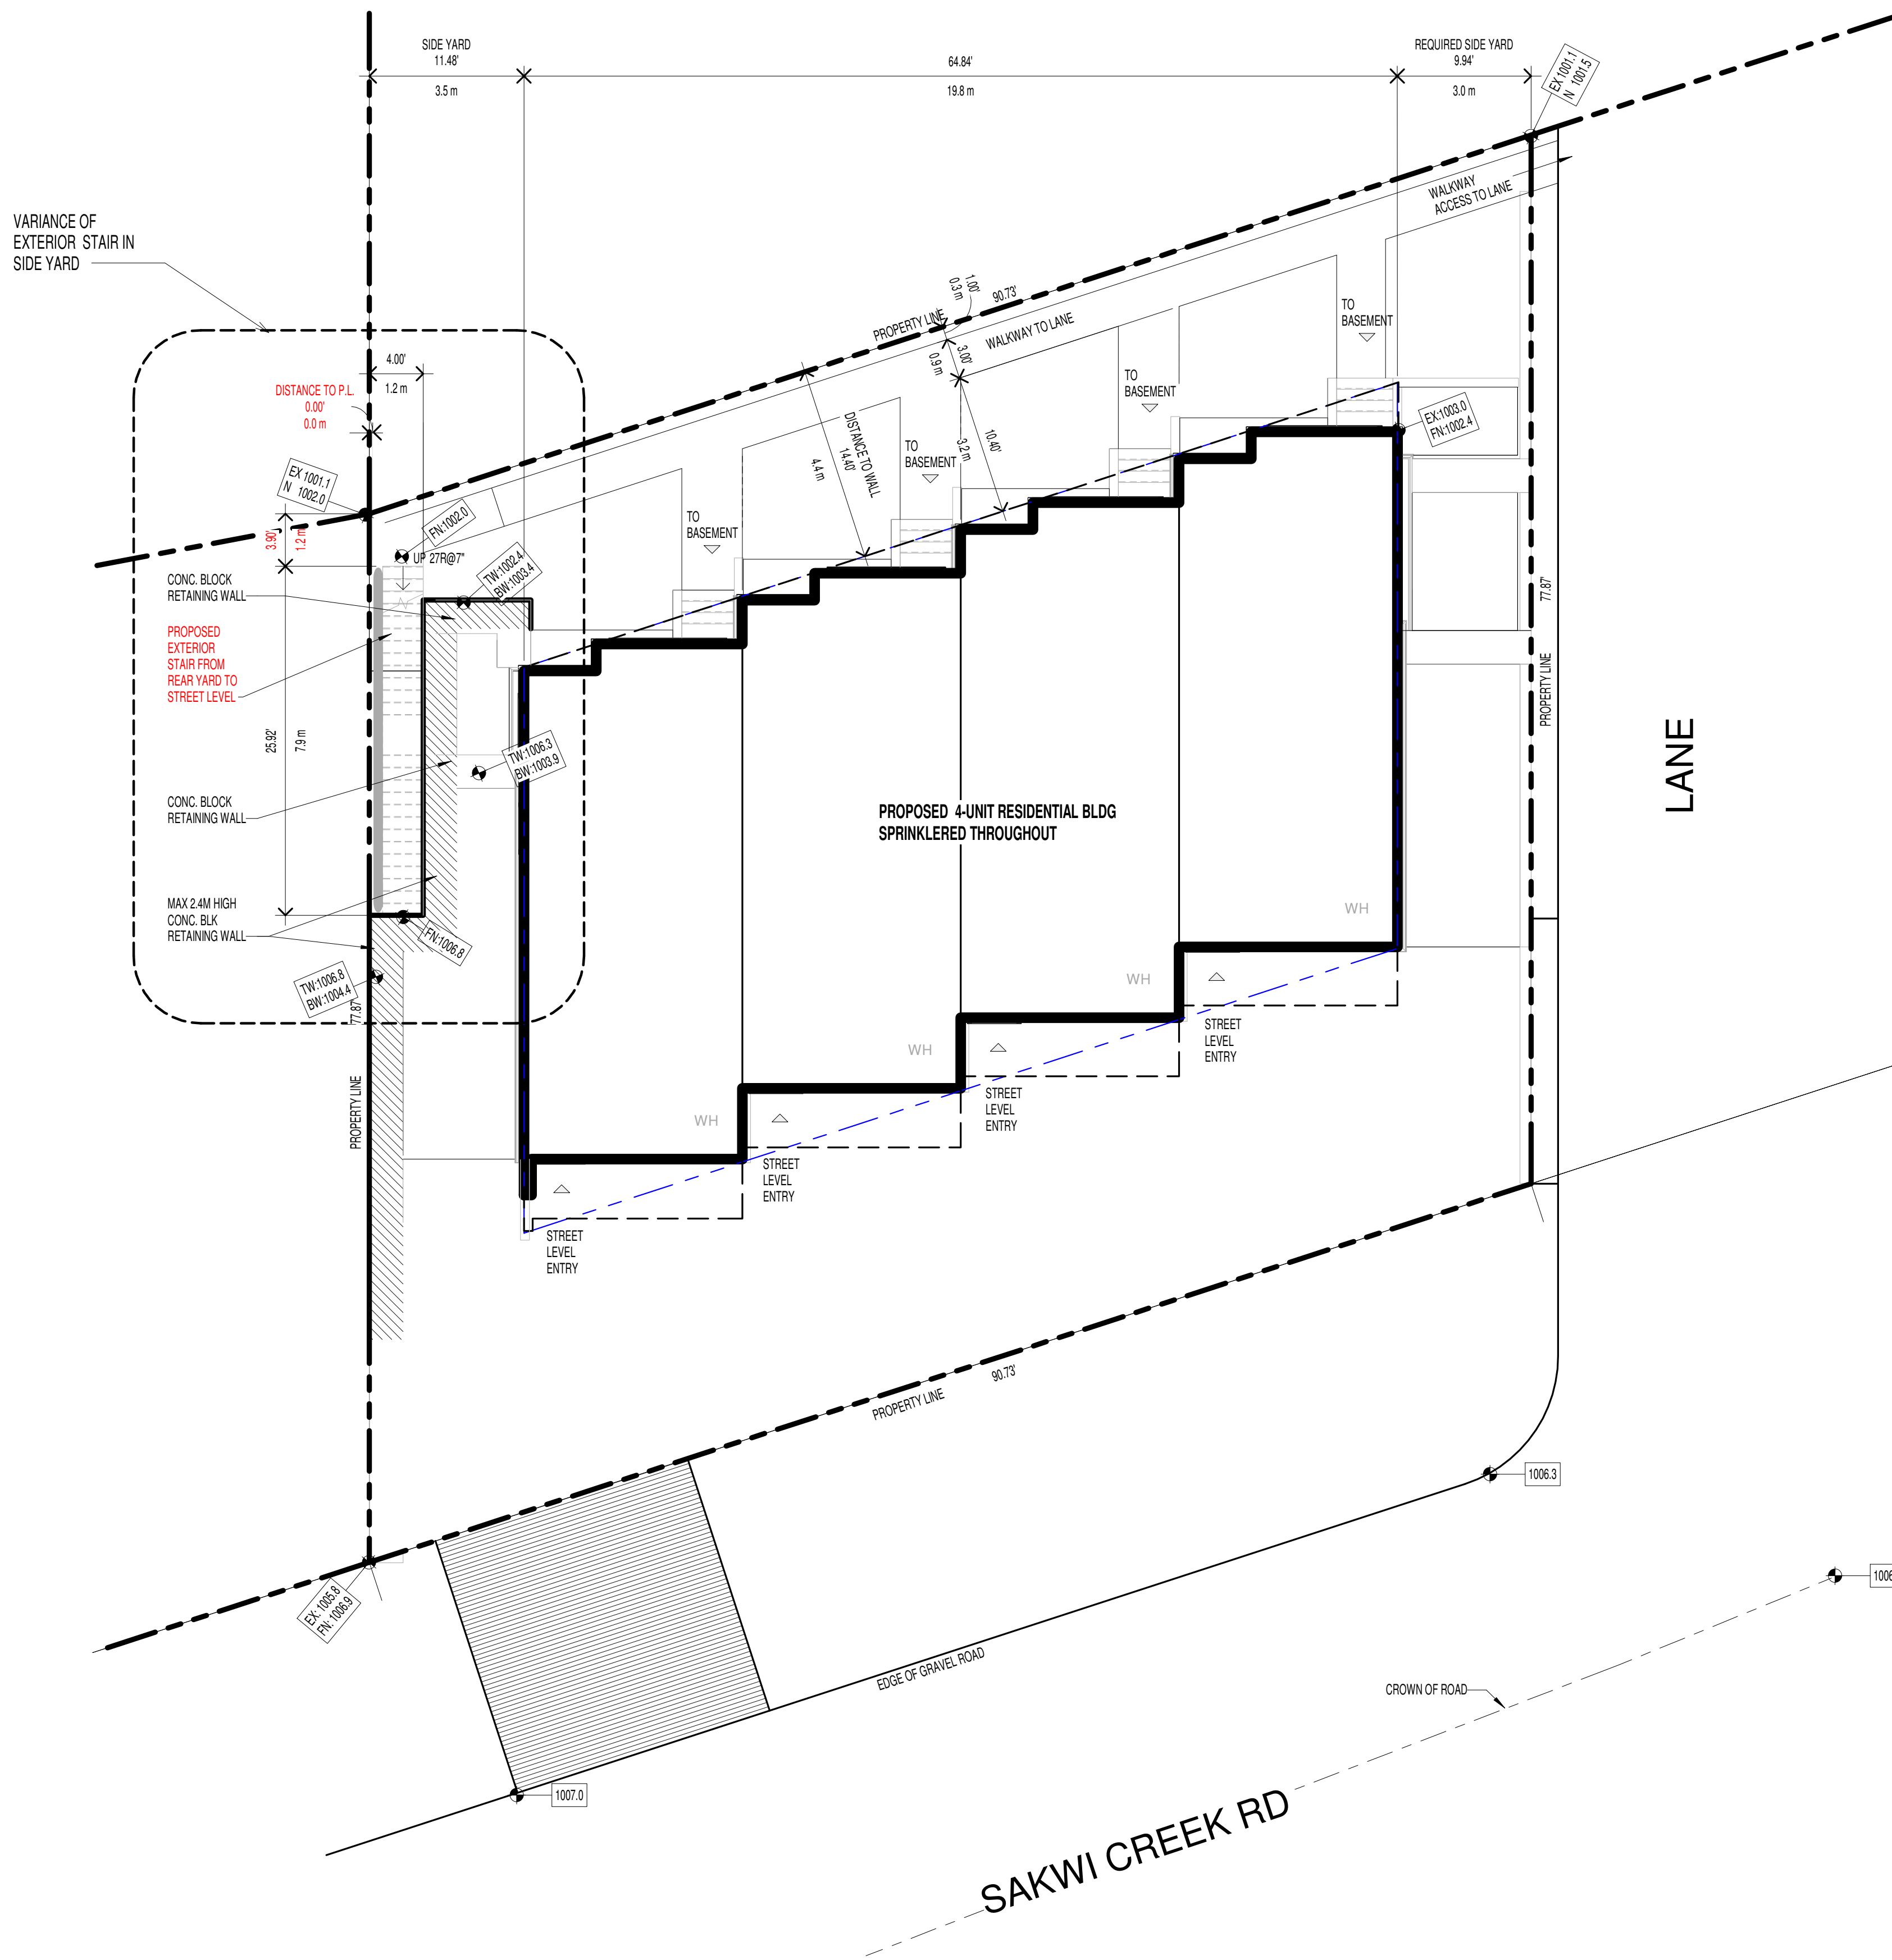 SIDE YARD
11.48'
3.5 m
64.84'
19.8 m
REQUIRED SIDE YARD
9.94'
3.0 m
EX 1001.1
N 1001.5
WALKWAY
ACCESS TO LANE
VARIANCE OF
EXTERIOR STAIR IN
SIDE YARD
1.00'
0.3 m
90.73'
PROPERTY LINE
WALKWAY TO LANE
3.00'
0.9 m
TO
BASEMENT
4.00'
1.2 m
DISTANCE TO P.L.
0.00'
0.0 m
TO
BASEMENT
EX:1003.0
FN:1002.4
DISTANCE TO WALL
14.40'
4.4 m
10.40'
3.2 m
TO
BASEMENT
EX 1001.1
N 1002.0
FN:1002.0
TO
BASEMENT
3.90'
1.2 m
UP 27R@7"
TW:1002.4
BW:1003.4
CONC. BLOCK
RETAINING WALL
PROPOSED
EXTERIOR
STAIR FROM
REAR YARD TO
STREET LEVEL
77.87
PROPERTY LINE
25.92'
7.9 m
TW:1006.3
BW:1003.9
LANE
CONC. BLOCK
RETAINING WALL
PROPOSED 4-UNIT RESIDENTIAL BLDG
SPRINKLERED THROUGHOUT
MAX 2.4M HIGH
CONC. BLK
RETAINING WALL
FN:1006.8
WH
TW:1006.8
BW:1004.4
77.87
WH
STREET
LEVEL
ENTRY
WH
STREET
LEVEL
ENTRY
WH
PROPERTY LINE
STREET
LEVEL
ENTRY
STREET
LEVEL
ENTRY
PROPERTY LINE
90.73'
1006.3
EX: 1005.8
FN: 1006.9
1006
EDGE OF GRAVEL ROAD
CROWN OF ROAD
1007.0
SAKWI CREEK RD